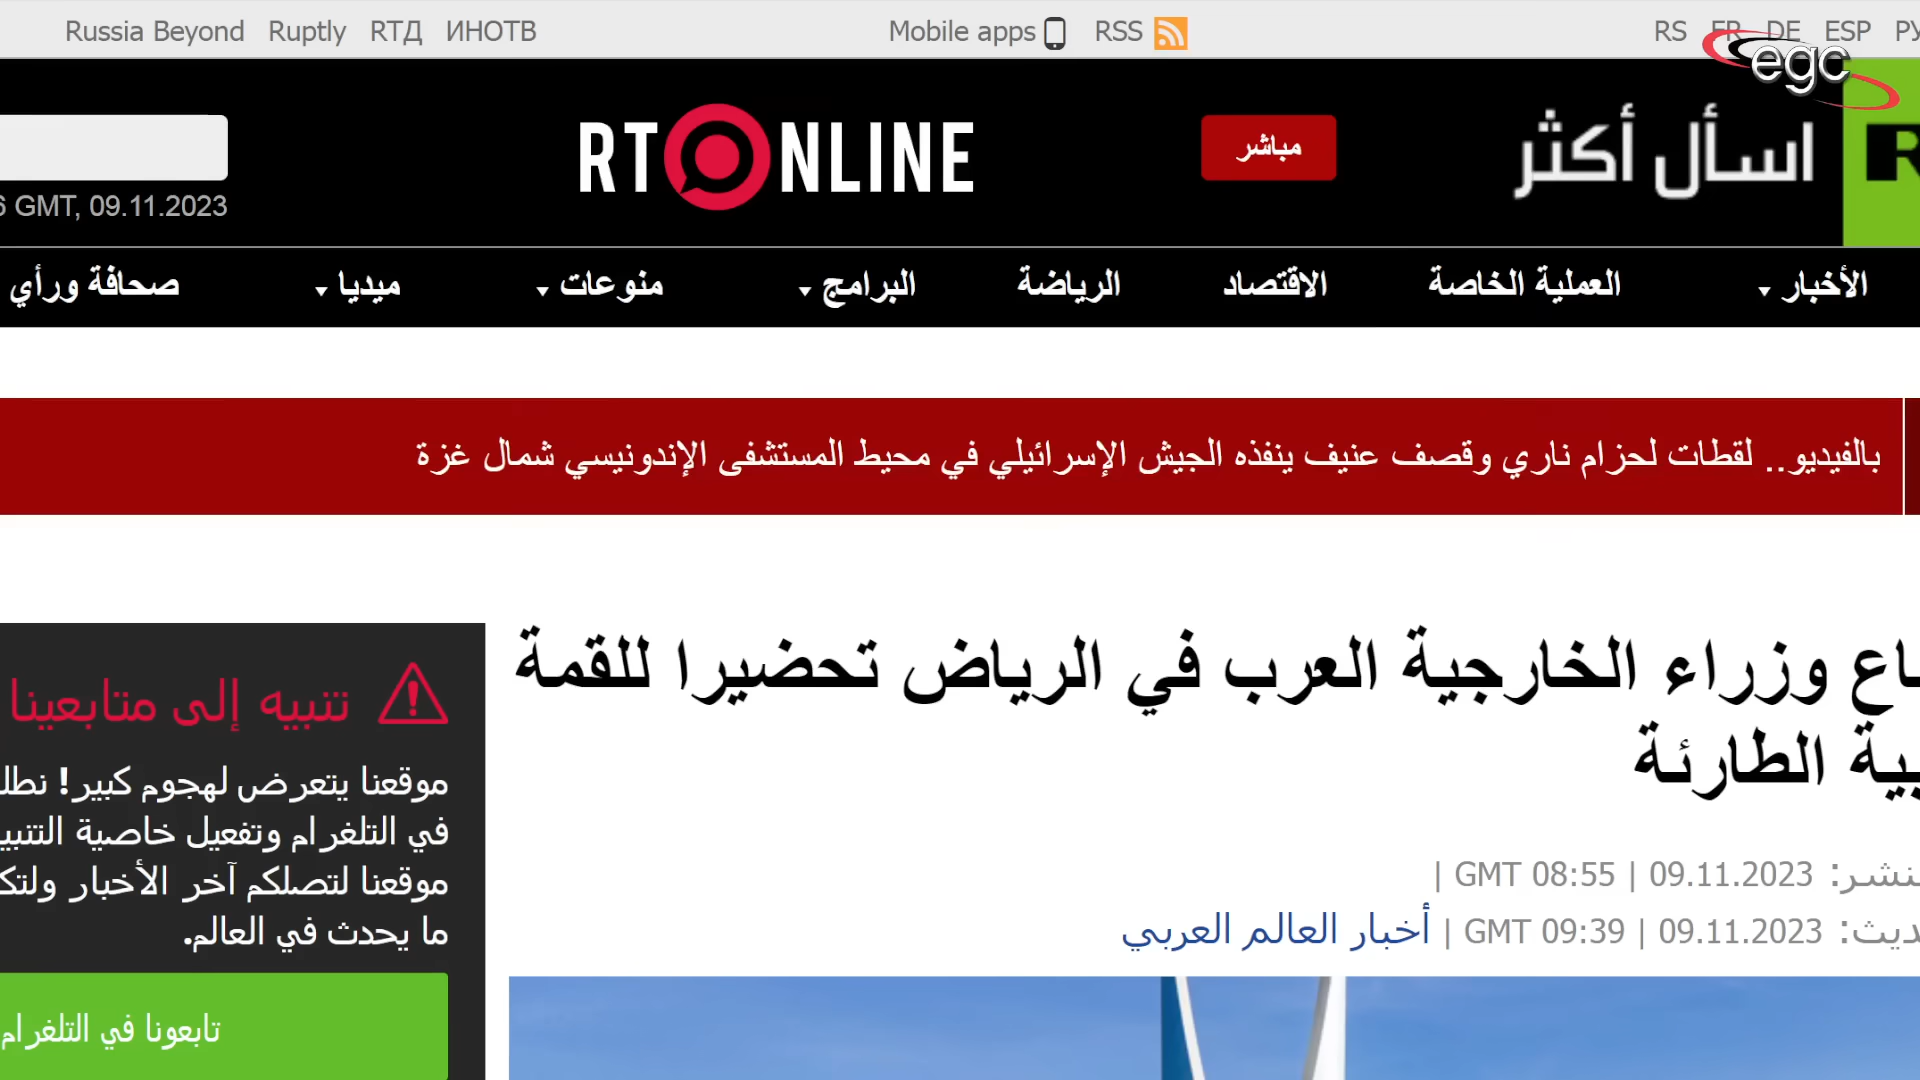 Russia Beyond Ruptly RTД ИНОТВ Mobile apps RSS RS FR DE ESP
egc
اسأل أكثر
مباشر
RTONLINE
GMT, 09.11.2023
الأخبار العملية الخاصة الاقتصاد الرياضة البرامج منوعات ميديا صحافة ورأي
بالفيديو.. لقطات لحزام ناري وقصف عنيف ينفذه الجيش الإسرائيلي في محيط المستشفى الإندونيسي شمال غزة
وزراء الخارجية العرب في الرياض تحضيرا للقمة
الطارئة
09.11.2023 | 08:55 GMT |
09.11.2023 | 09:39 GMT | أخبار العالم العربي
تنبيه إلى متابعينا
موقعنا يتعرض لهجوم كبير!
في التلغرام وتفعيل خاصية
موقعنا لتصلكم آخر الأخبار
ما يحدث في العالم.
تابعونا في التلغرام